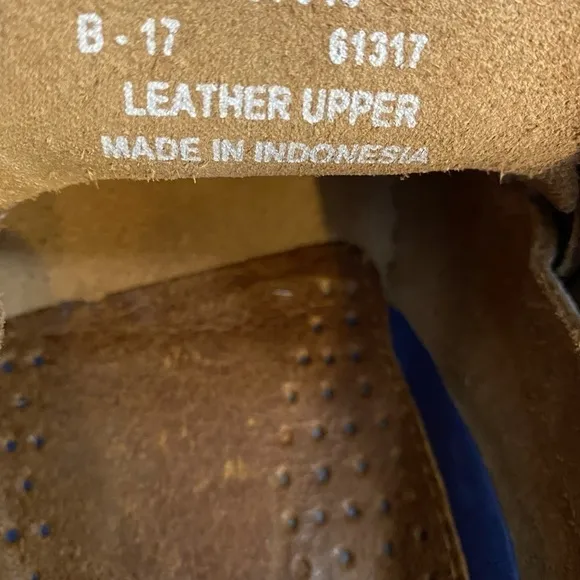 B - 17 61317
LEATHER UPPER
MADE IN INDONESIA